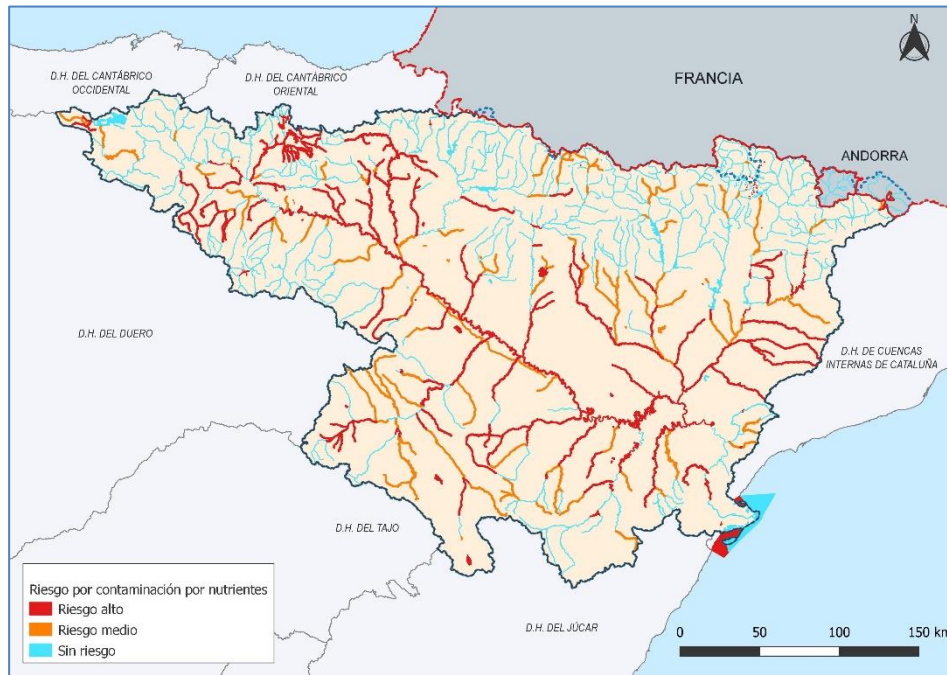 D.H. DEL CANTÁBRICO
OCCIDENTAL
D.H. DEL CANTÁBRICO
ORIENTAL
N
FRANCIA
ANDORRA
D.H. DEL DUERO
D.H. DE CUENCAS
INTERNAS DE CATALUÑA
D.H. DEL TAJO
D.H. DEL JÚCAR
Riesgo por contaminación por nutrientes
Riesgo alto
Riesgo medio
Sin riesgo
0 50 100 150 km